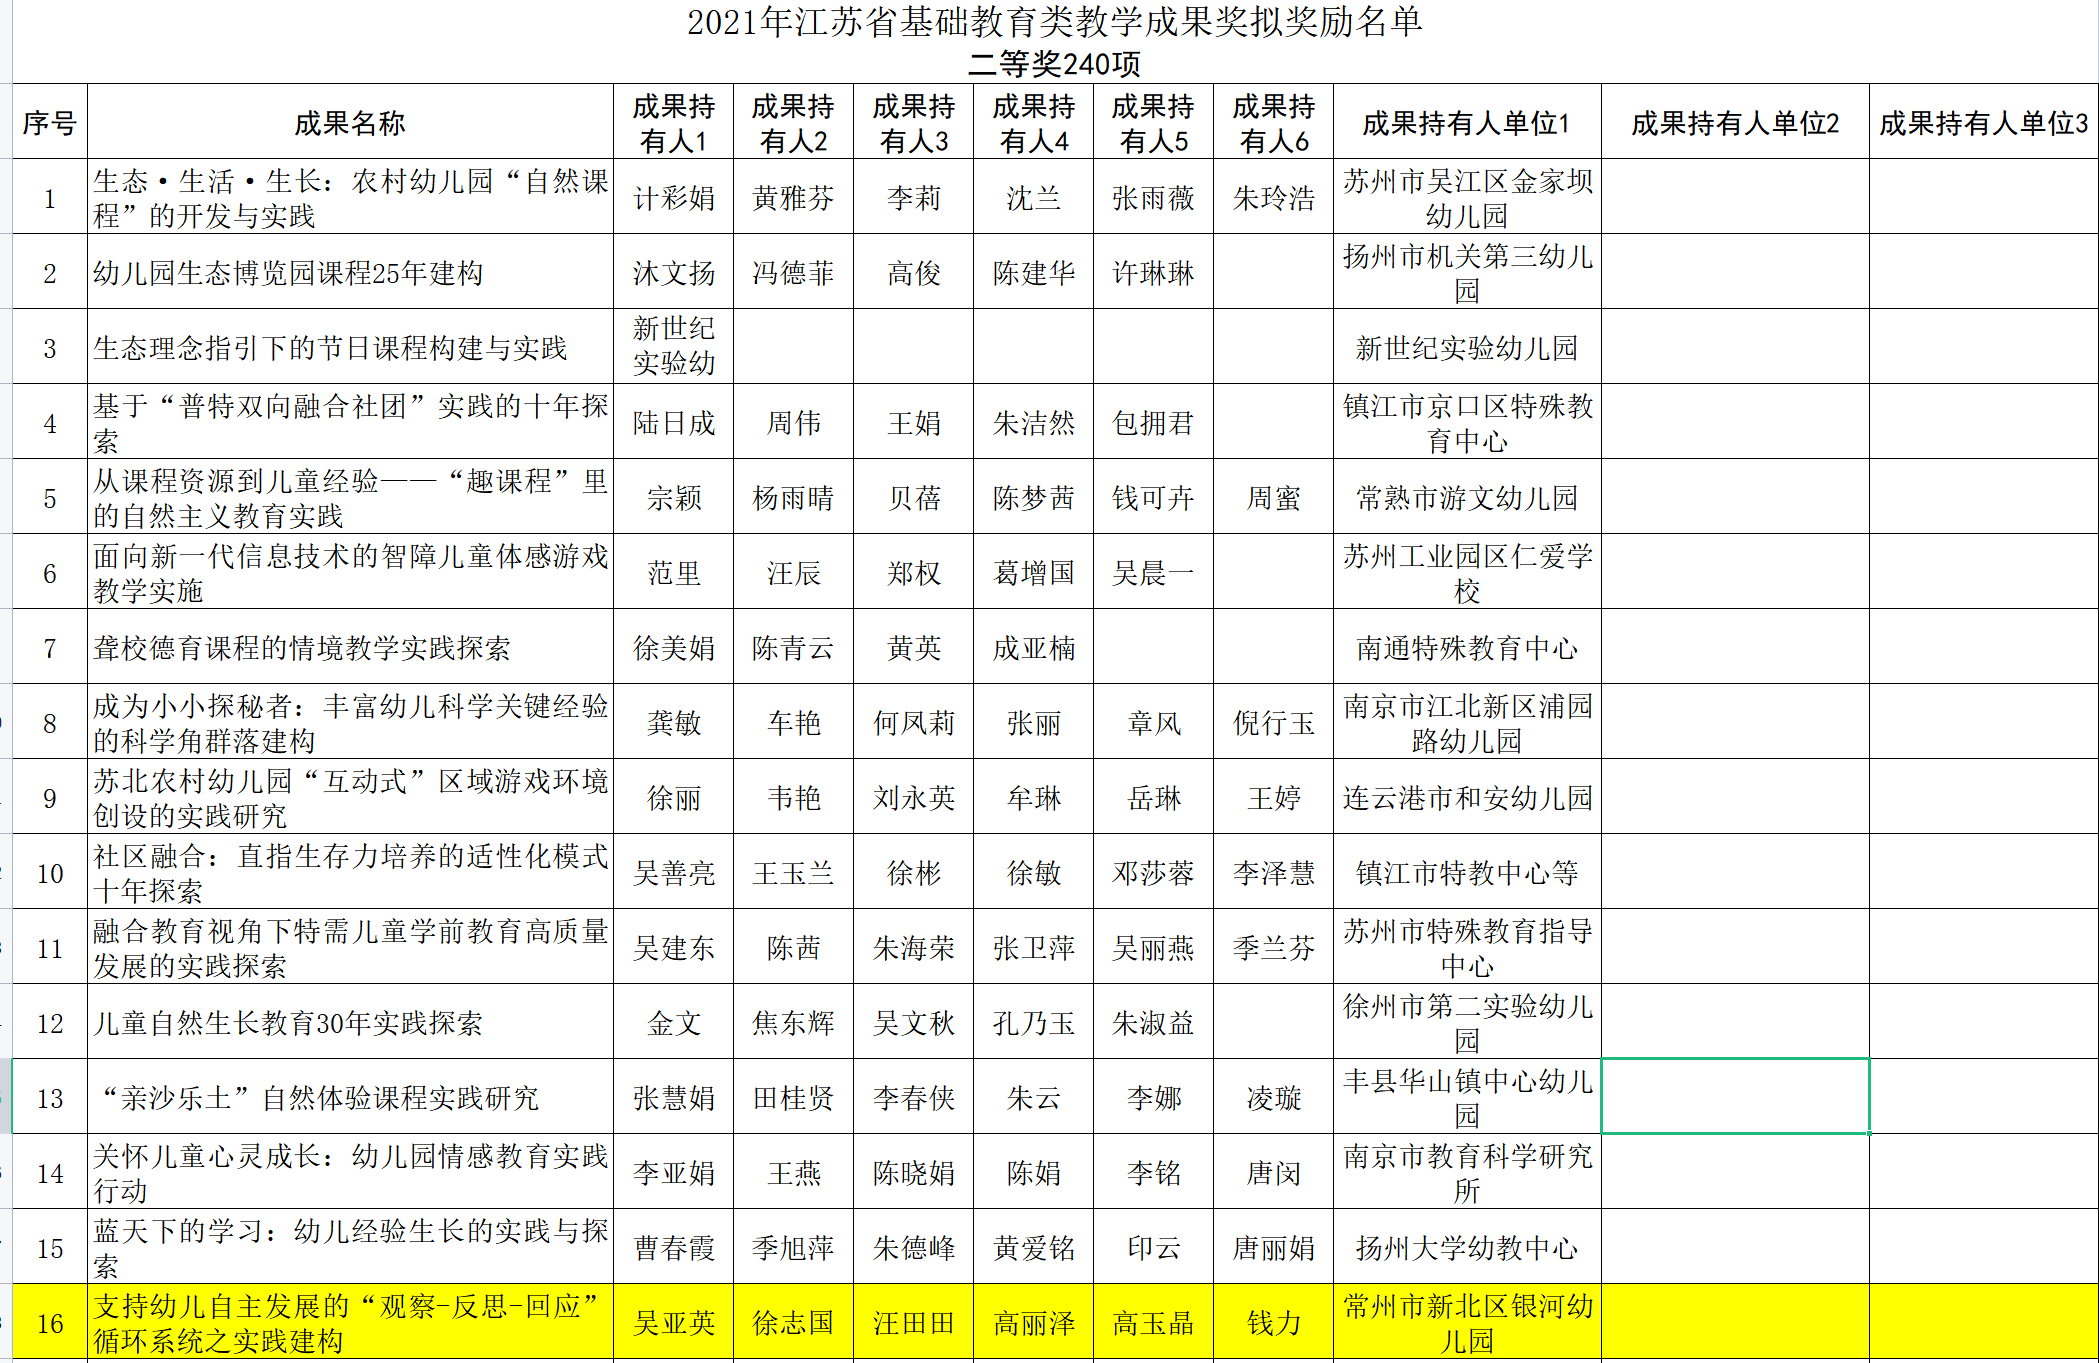 2021年江苏省基础教育类教学成果奖拟奖励名单
二等奖240项
序号 成果名称 成果持有人1 成果持有人2 成果持有人3 成果持有人4 成果持有人5 成果持有人6 成果持有人单位1 成果持有人单位2 成果持有人单位3
1 生态·生活·生长：农村幼儿园“自然课程”的开发与实践 计彩娟 黄雅芬 李莉 沈兰 张雨薇 朱玲浩 苏州市吴江区金家坝幼儿园
2 幼儿园生态博览园课程25年建构 沐文扬 冯德菲 高俊 陈建华 许琳琳 扬州市机关第三幼儿园
3 生态理念指引下的节日课程构建与实践 新世纪实验幼 新世纪实验幼儿园
4 基于“普特双向融合社团”实践的十年探索 陆日成 周伟 王娟 朱洁然 包拥君 镇江市京口区特殊教育中心
5 从课程资源到儿童经验——“趣课程”里的自然主义教育实践 宗颖 杨雨晴 贝蓓 陈梦茜 钱可卉 周蜜 常熟市游文幼儿园
6 面向新一代信息技术的智障儿童体感游戏教学实施 范里 汪辰 郑权 葛增国 吴晨一 苏州工业园区仁爱学校
7 聋校德育课程的情境教学实践探索 徐美娟 陈青云 黄英 成亚楠 南通特殊教育中心
8 成为小小探秘者：丰富幼儿科学关键经验的科学角群落建构 龚敏 车艳 何凤莉 张丽 章风 倪行玉 南京市江北新区浦园路幼儿园
9 苏北农村幼儿园“互动式”区域游戏环境创设的实践研究 徐丽 韦艳 刘永英 牟琳 岳琳 王婷 连云港市和安幼儿园
10 社区融合：直指生存力培养的适性化模式十年探索 吴善亮 王玉兰 徐彬 徐敏 邓莎蓉 李泽慧 镇江市特教中心等
11 融合教育视角下特需儿童学前教育高质量发展的实践探索 吴建东 陈茜 朱海荣 张卫萍 吴丽燕 季兰芬 苏州市特殊教育指导中心
12 儿童自然生长教育30年实践探索 金文 焦东辉 吴文秋 孔乃玉 朱淑益 徐州市第二实验幼儿园
13 “亲沙乐土”自然体验课程实践研究 张慧娟 田桂贤 李春侠 朱云 李娜 凌璇 丰县华山镇中心幼儿园
14 关怀儿童心灵成长：幼儿园情感教育实践行动 李亚娟 王燕 陈晓娟 陈娟 李铭 唐闵 南京市教育科学研究所
15 蓝天下的学习：幼儿经验生长的实践与探索 曹春霞 季旭萍 朱德峰 黄爱铭 印云 唐丽娟 扬州大学幼教中心
16 支持幼儿自主发展的“观察-反思-回应”循环系统之实践建构 吴亚英 徐志国 汪田田 高丽泽 高玉晶 钱力 常州市新北区银河幼儿园